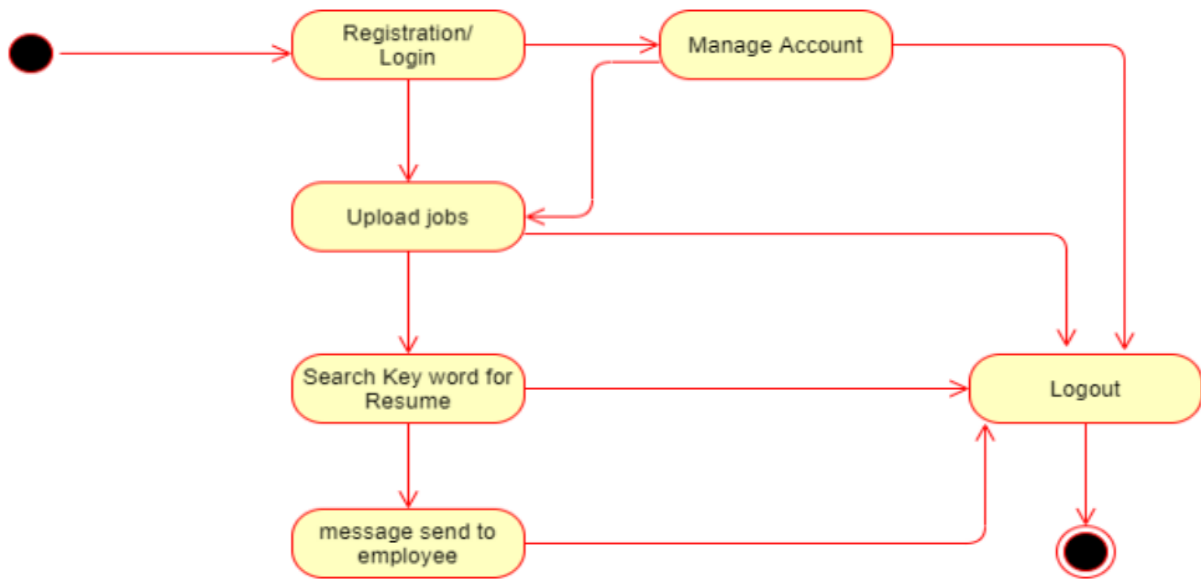 Registration/
Login
Manage Account
Upload jobs
Search Key word for
Resume
Logout
message send to
employee